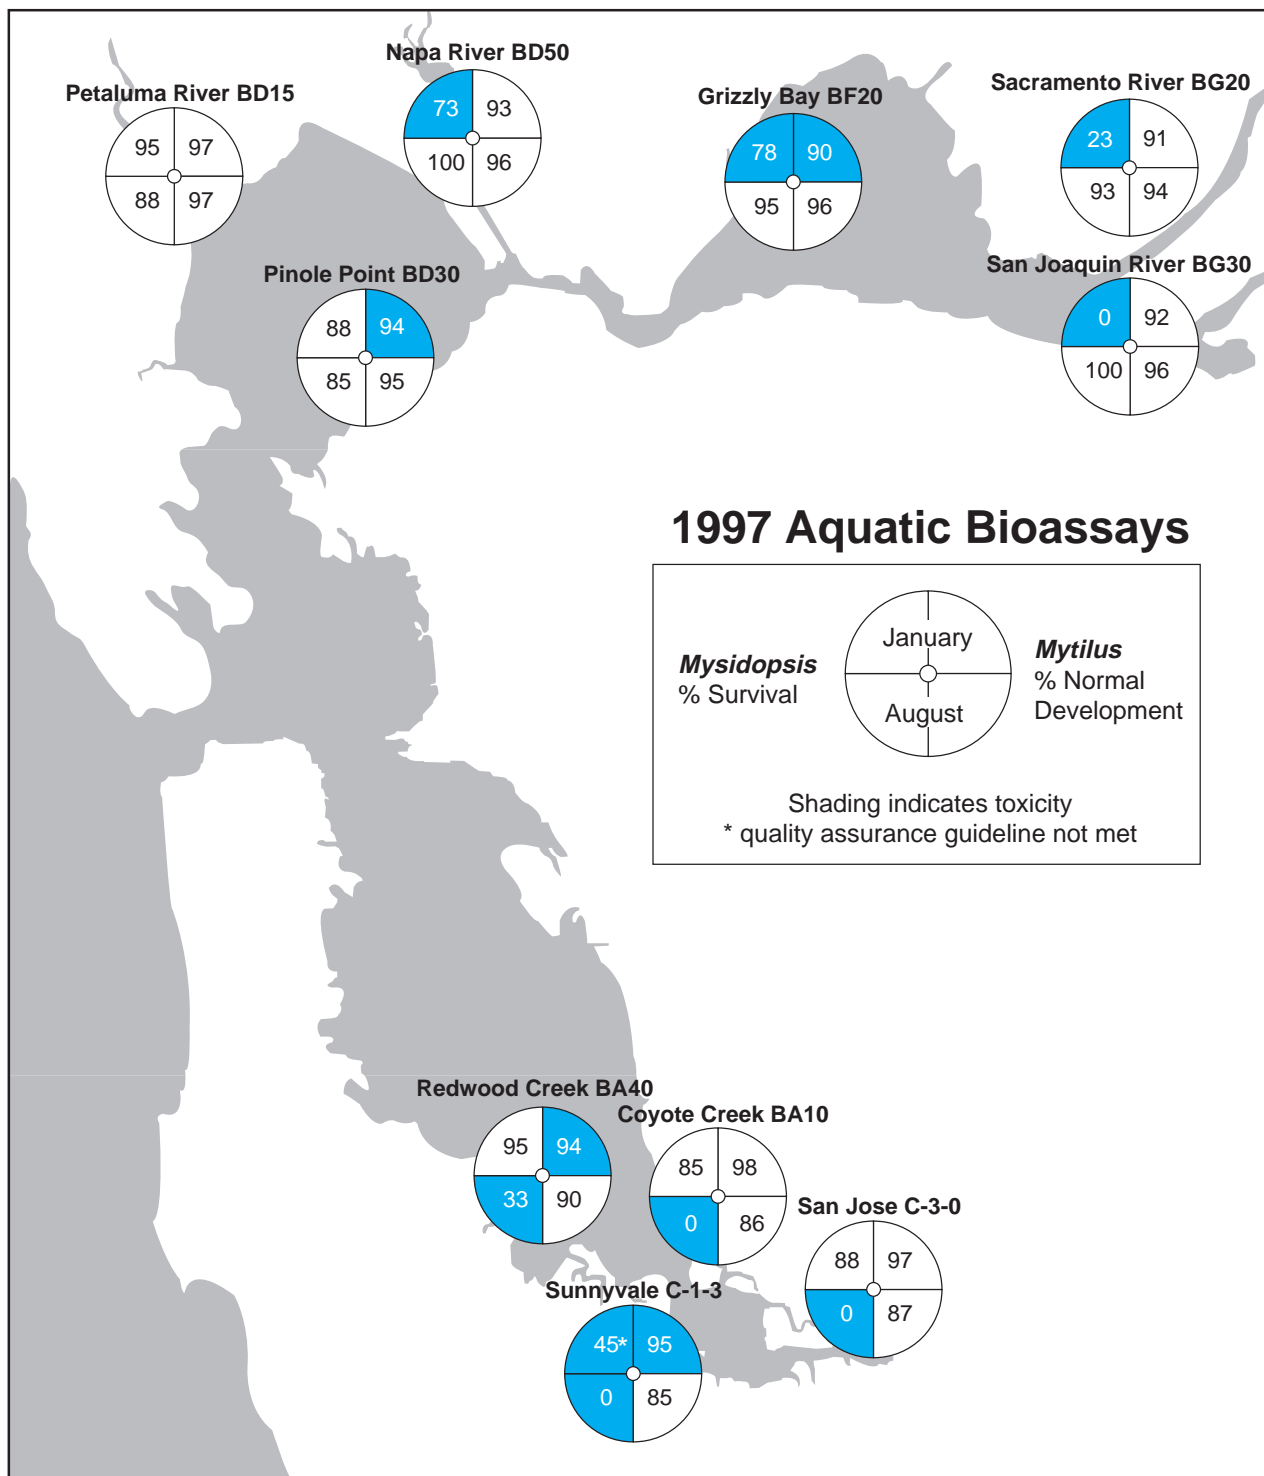 Napa River BD50
73 93
100 96
Petaluma River BD15
95 97
88 97
Grizzly Bay BF20
78 90
95 96
Sacramento River BG20
23 91
93 94
Pinole Point BD30
88 94
85 95
San Joaquin River BG30
0 92
100 96
1997 Aquatic Bioassays
Mysidopsis
% Survival
January
August
Mytilus
% Normal
Development
Shading indicates toxicity
* quality assurance guideline not met
Redwood Creek BA40
95 94
33 90
Coyote Creek BA10
85 98
0 86
San Jose C-3-0
88 97
0 87
Sunnyvale C-1-3
45* 95
0 85